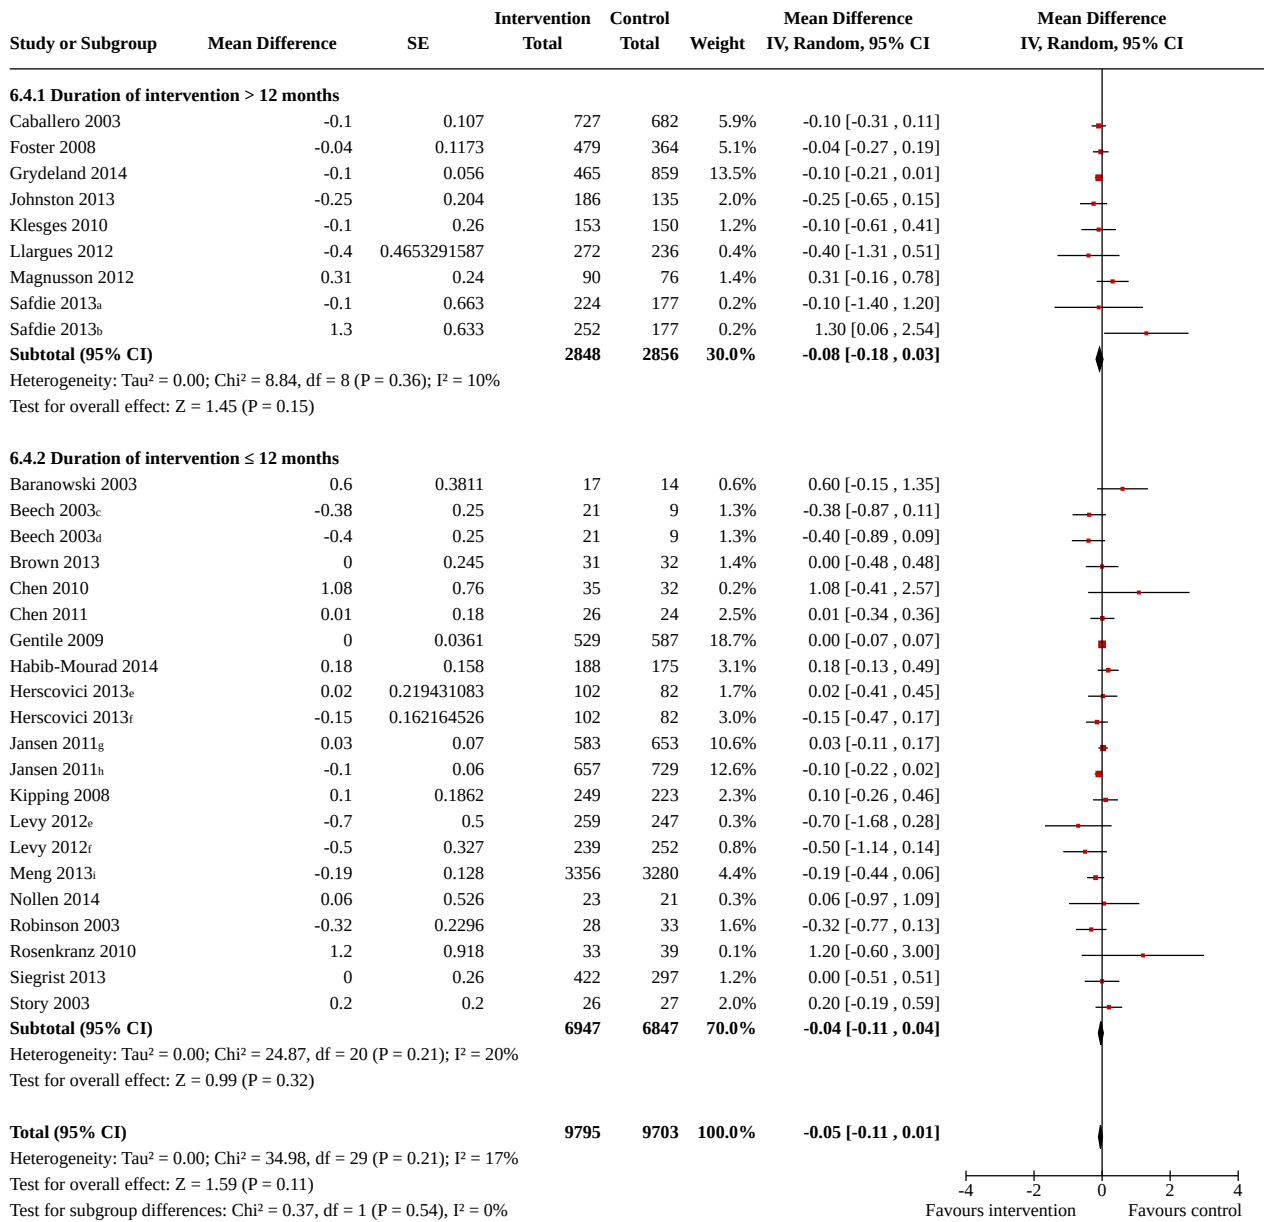 Intervention Control Mean Difference Mean Difference
Study or Subgroup Mean Difference SE Total Total Weight IV, Random, 95% CI IV, Random, 95% CI
6.4.1 Duration of intervention > 12 months
Caballero 2003 -0.1 0.107 727 682 5.9% -0.10 [-0.31 , 0.11]
Foster 2008 -0.04 0.1173 479 364 5.1% -0.04 [-0.27 , 0.19]
Grydeland 2014 -0.1 0.056 465 859 13.5% -0.10 [-0.21 , 0.01]
Johnston 2013 -0.25 0.204 186 135 2.0% -0.25 [-0.65 , 0.15]
Klesges 2010 -0.1 0.26 153 150 1.2% -0.10 [-0.61 , 0.41]
Llargues 2012 -0.4 0.4653291587 272 236 0.4% -0.40 [-1.31 , 0.51]
Magnusson 2012 0.31 0.24 90 76 1.4% 0.31 [-0.16 , 0.78]
Safdie 2013a -0.1 0.663 224 177 0.2% -0.10 [-1.40 , 1.20]
Safdie 2013b 1.3 0.633 252 177 0.2% 1.30 [0.06 , 2.54]
Subtotal (95% CI) 2848 2856 30.0% -0.08 [-0.18 , 0.03]
Heterogeneity: Tau² = 0.00; Chi² = 8.84, df = 8 (P = 0.36); I² = 10%
Test for overall effect: Z = 1.45 (P = 0.15)
6.4.2 Duration of intervention ≤ 12 months
Baranowski 2003 0.6 0.3811 17 14 0.6% 0.60 [-0.15 , 1.35]
Beech 2003c -0.38 0.25 21 9 1.3% -0.38 [-0.87 , 0.11]
Beech 2003d -0.4 0.25 21 9 1.3% -0.40 [-0.89 , 0.09]
Brown 2013 0 0.245 31 32 1.4% 0.00 [-0.48 , 0.48]
Chen 2010 1.08 0.76 35 32 0.2% 1.08 [-0.41 , 2.57]
Chen 2011 0.01 0.18 26 24 2.5% 0.01 [-0.34 , 0.36]
Gentile 2009 0 0.0361 529 587 18.7% 0.00 [-0.07 , 0.07]
Habib-Mourad 2014 0.18 0.158 188 175 3.1% 0.18 [-0.13 , 0.49]
Herscovici 2013e 0.02 0.219431083 102 82 1.7% 0.02 [-0.41 , 0.45]
Herscovici 2013f -0.15 0.162164526 102 82 3.0% -0.15 [-0.47 , 0.17]
Jansen 2011g 0.03 0.07 583 653 10.6% 0.03 [-0.11 , 0.17]
Jansen 2011h -0.1 0.06 657 729 12.6% -0.10 [-0.22 , 0.02]
Kipping 2008 0.1 0.1862 249 223 2.3% 0.10 [-0.26 , 0.46]
Levy 2012e -0.7 0.5 259 247 0.3% -0.70 [-1.68 , 0.28]
Levy 2012f -0.5 0.327 239 252 0.8% -0.50 [-1.14 , 0.14]
Meng 2013i -0.19 0.128 3356 3280 4.4% -0.19 [-0.44 , 0.06]
Nollen 2014 0.06 0.526 23 21 0.3% 0.06 [-0.97 , 1.09]
Robinson 2003 -0.32 0.2296 28 33 1.6% -0.32 [-0.77 , 0.13]
Rosenkranz 2010 1.2 0.918 33 39 0.1% 1.20 [-0.60 , 3.00]
Siegrist 2013 0 0.26 422 297 1.2% 0.00 [-0.51 , 0.51]
Story 2003 0.2 0.2 26 27 2.0% 0.20 [-0.19 , 0.59]
Subtotal (95% CI) 6947 6847 70.0% -0.04 [-0.11 , 0.04]
Heterogeneity: Tau² = 0.00; Chi² = 24.87, df = 20 (P = 0.21); I² = 20%
Test for overall effect: Z = 0.99 (P = 0.32)
Total (95% CI) 9795 9703 100.0% -0.05 [-0.11 , 0.01]
Heterogeneity: Tau² = 0.00; Chi² = 34.98, df = 29 (P = 0.21); I² = 17%
Test for overall effect: Z = 1.59 (P = 0.11) -4 -2 0 2 4
Test for subgroup differences: Chi² = 0.37, df = 1 (P = 0.54), I² = 0% Favours intervention Favours control